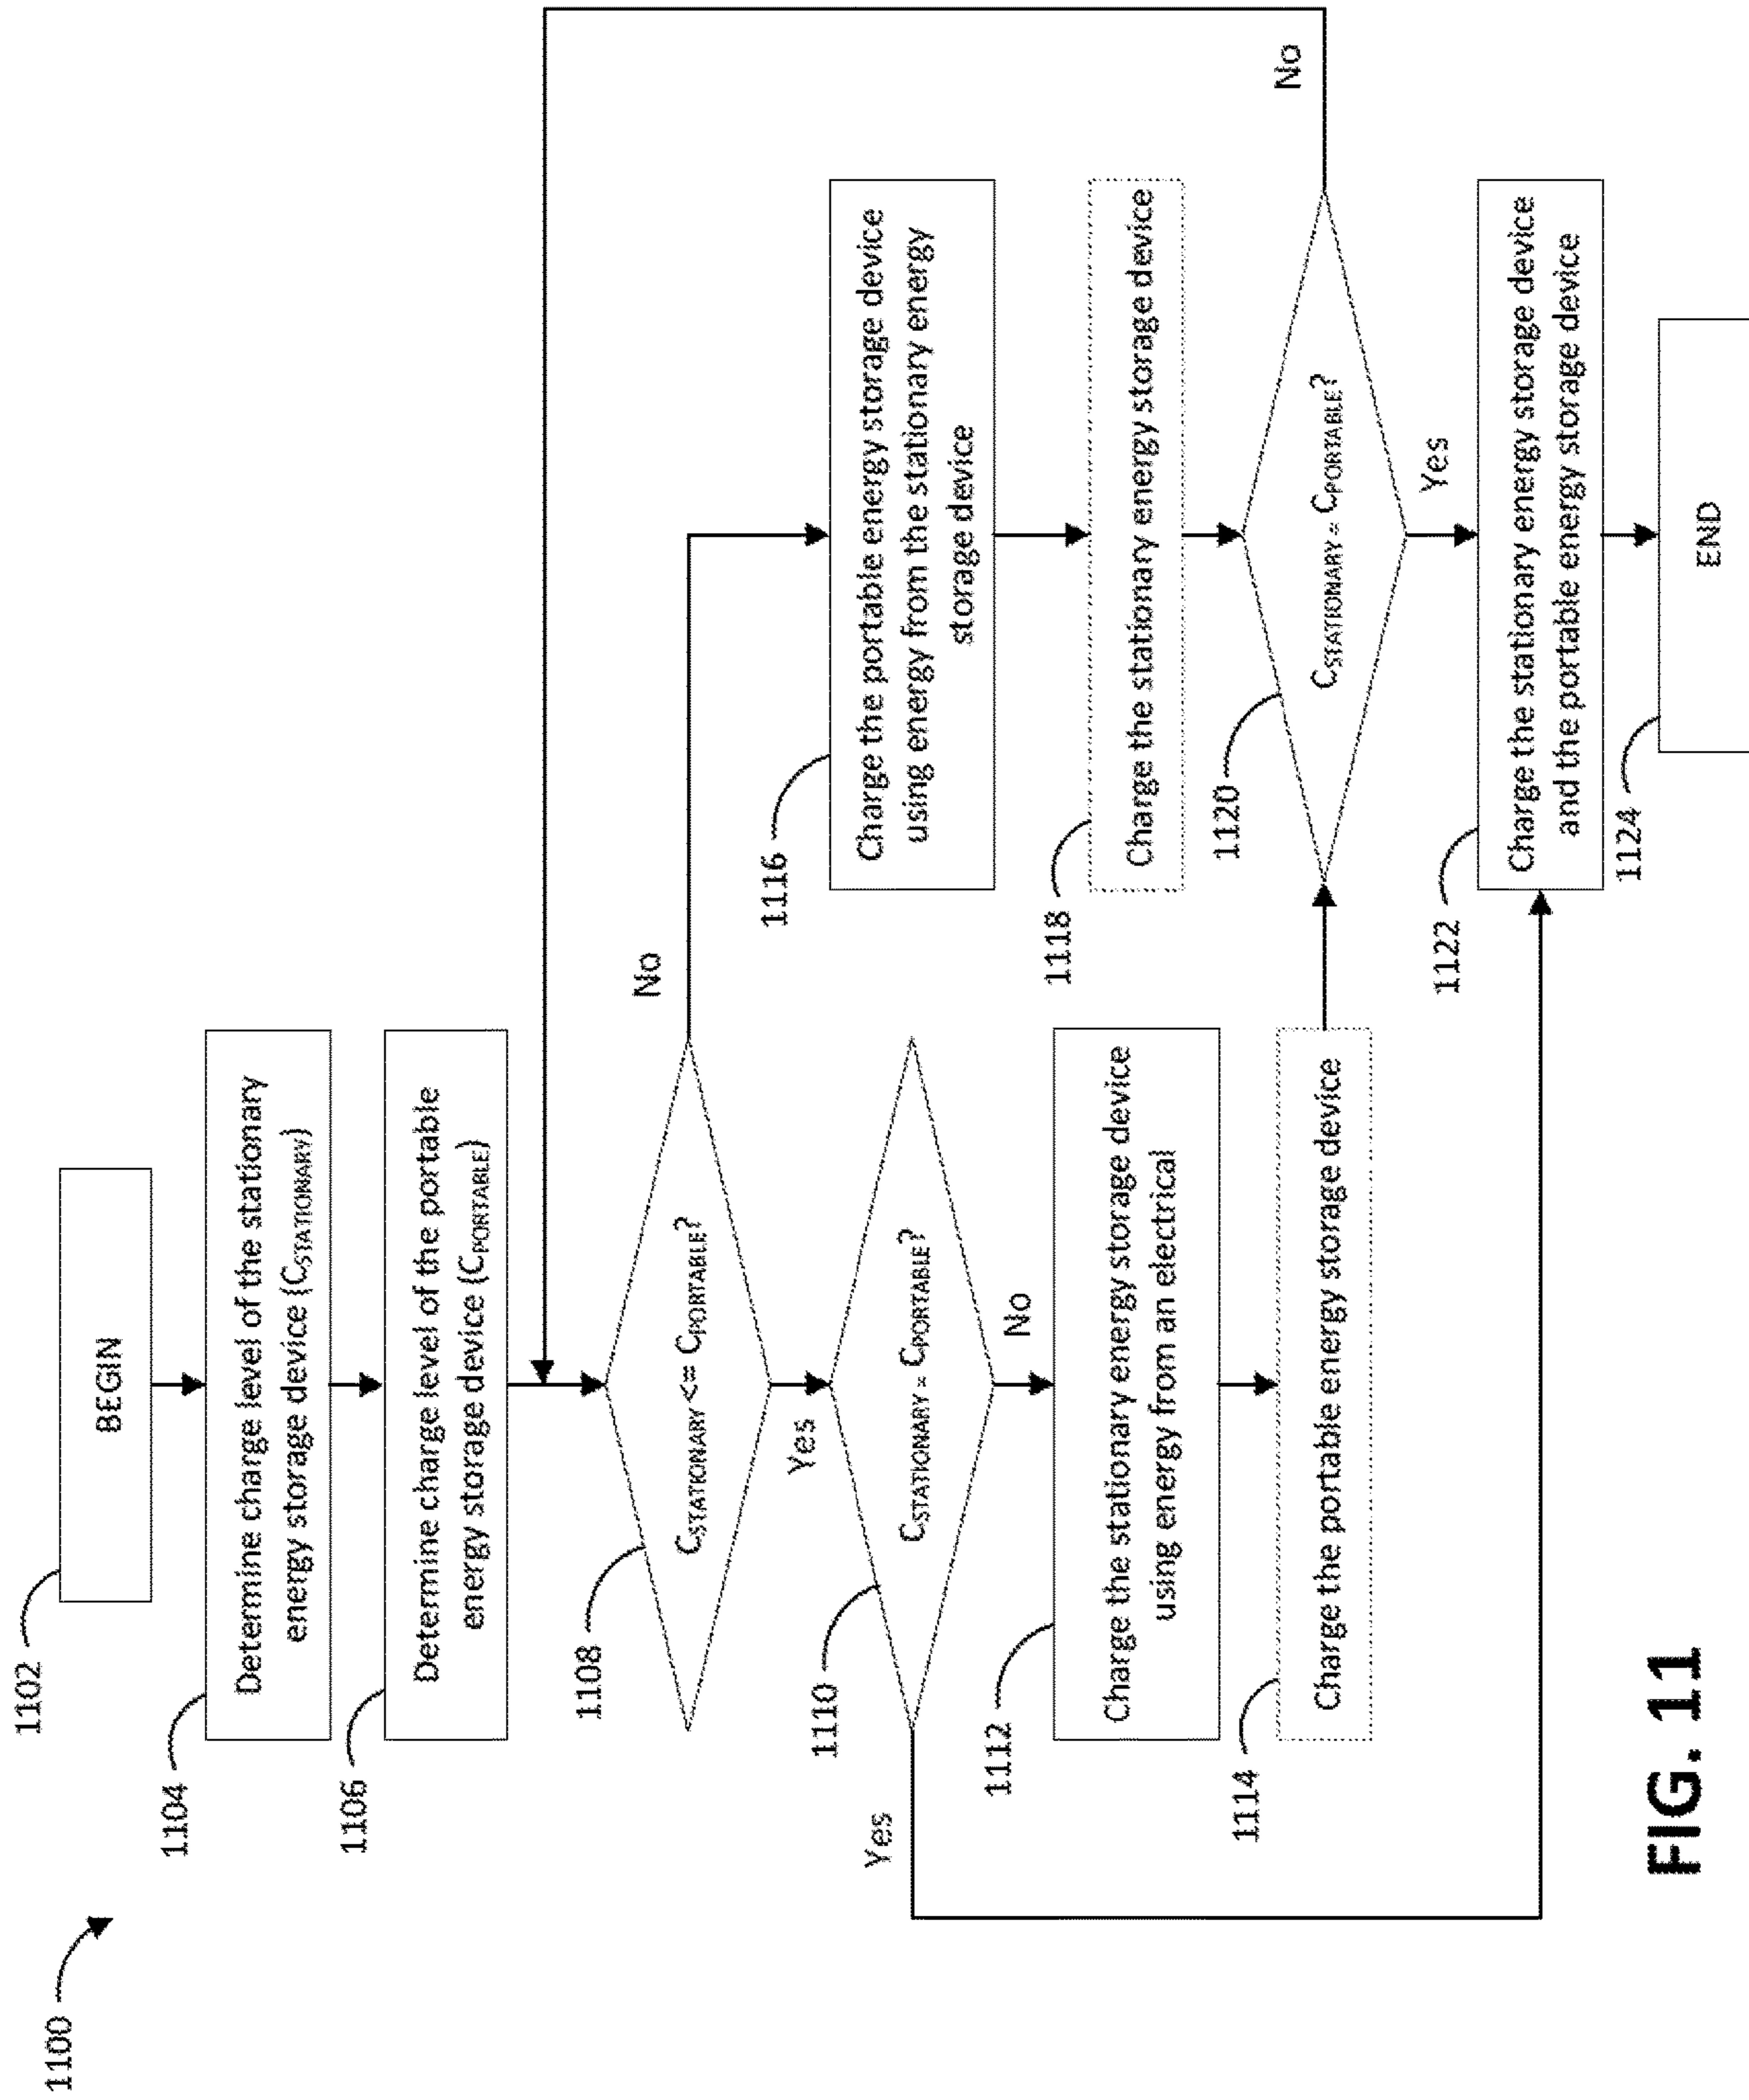 1100
1102
BEGIN
1104
Determine charge level of the stationary
energy storage device (CSTATIONARY)
1106
Determine charge level of the portable
energy storage device (CPORTABLE)
1108
CSTATIONARY <= CPORTABLE?
No
Yes
1110
CSTATIONARY = CPORTABLE?
Yes
No
1112
Charge the stationary energy storage device
using energy from an electrical
1114
Charge the portable energy storage device
1116
Charge the portable energy storage device
using energy from the stationary energy
storage device
1118
Charge the stationary energy storage device
1120
CSTATIONARY = CPORTABLE?
No
Yes
1122
Charge the stationary energy storage device
and the portable energy storage device
1124
END
FIG. 11